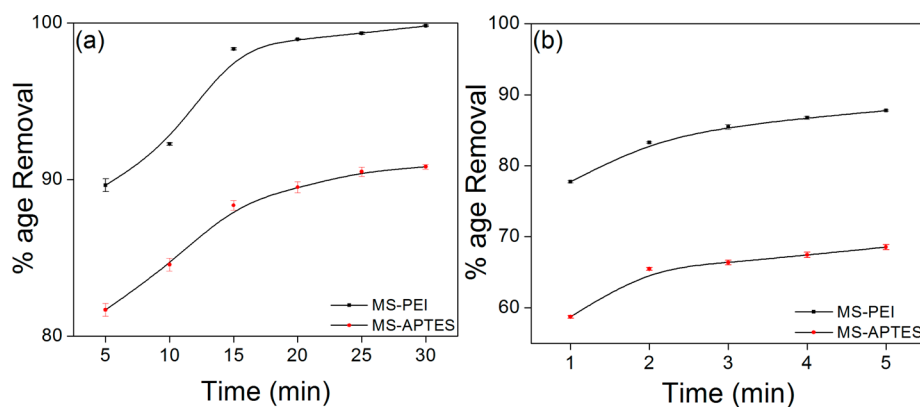 (a)
% age Removal
100
90
80
5 10 15 20 25 30
Time (min)
MS-PEI
MS-APTES
(b)
% age Removal
100
90
80
70
60
1 2 3 4 5
Time (min)
MS-PEI
MS-APTES